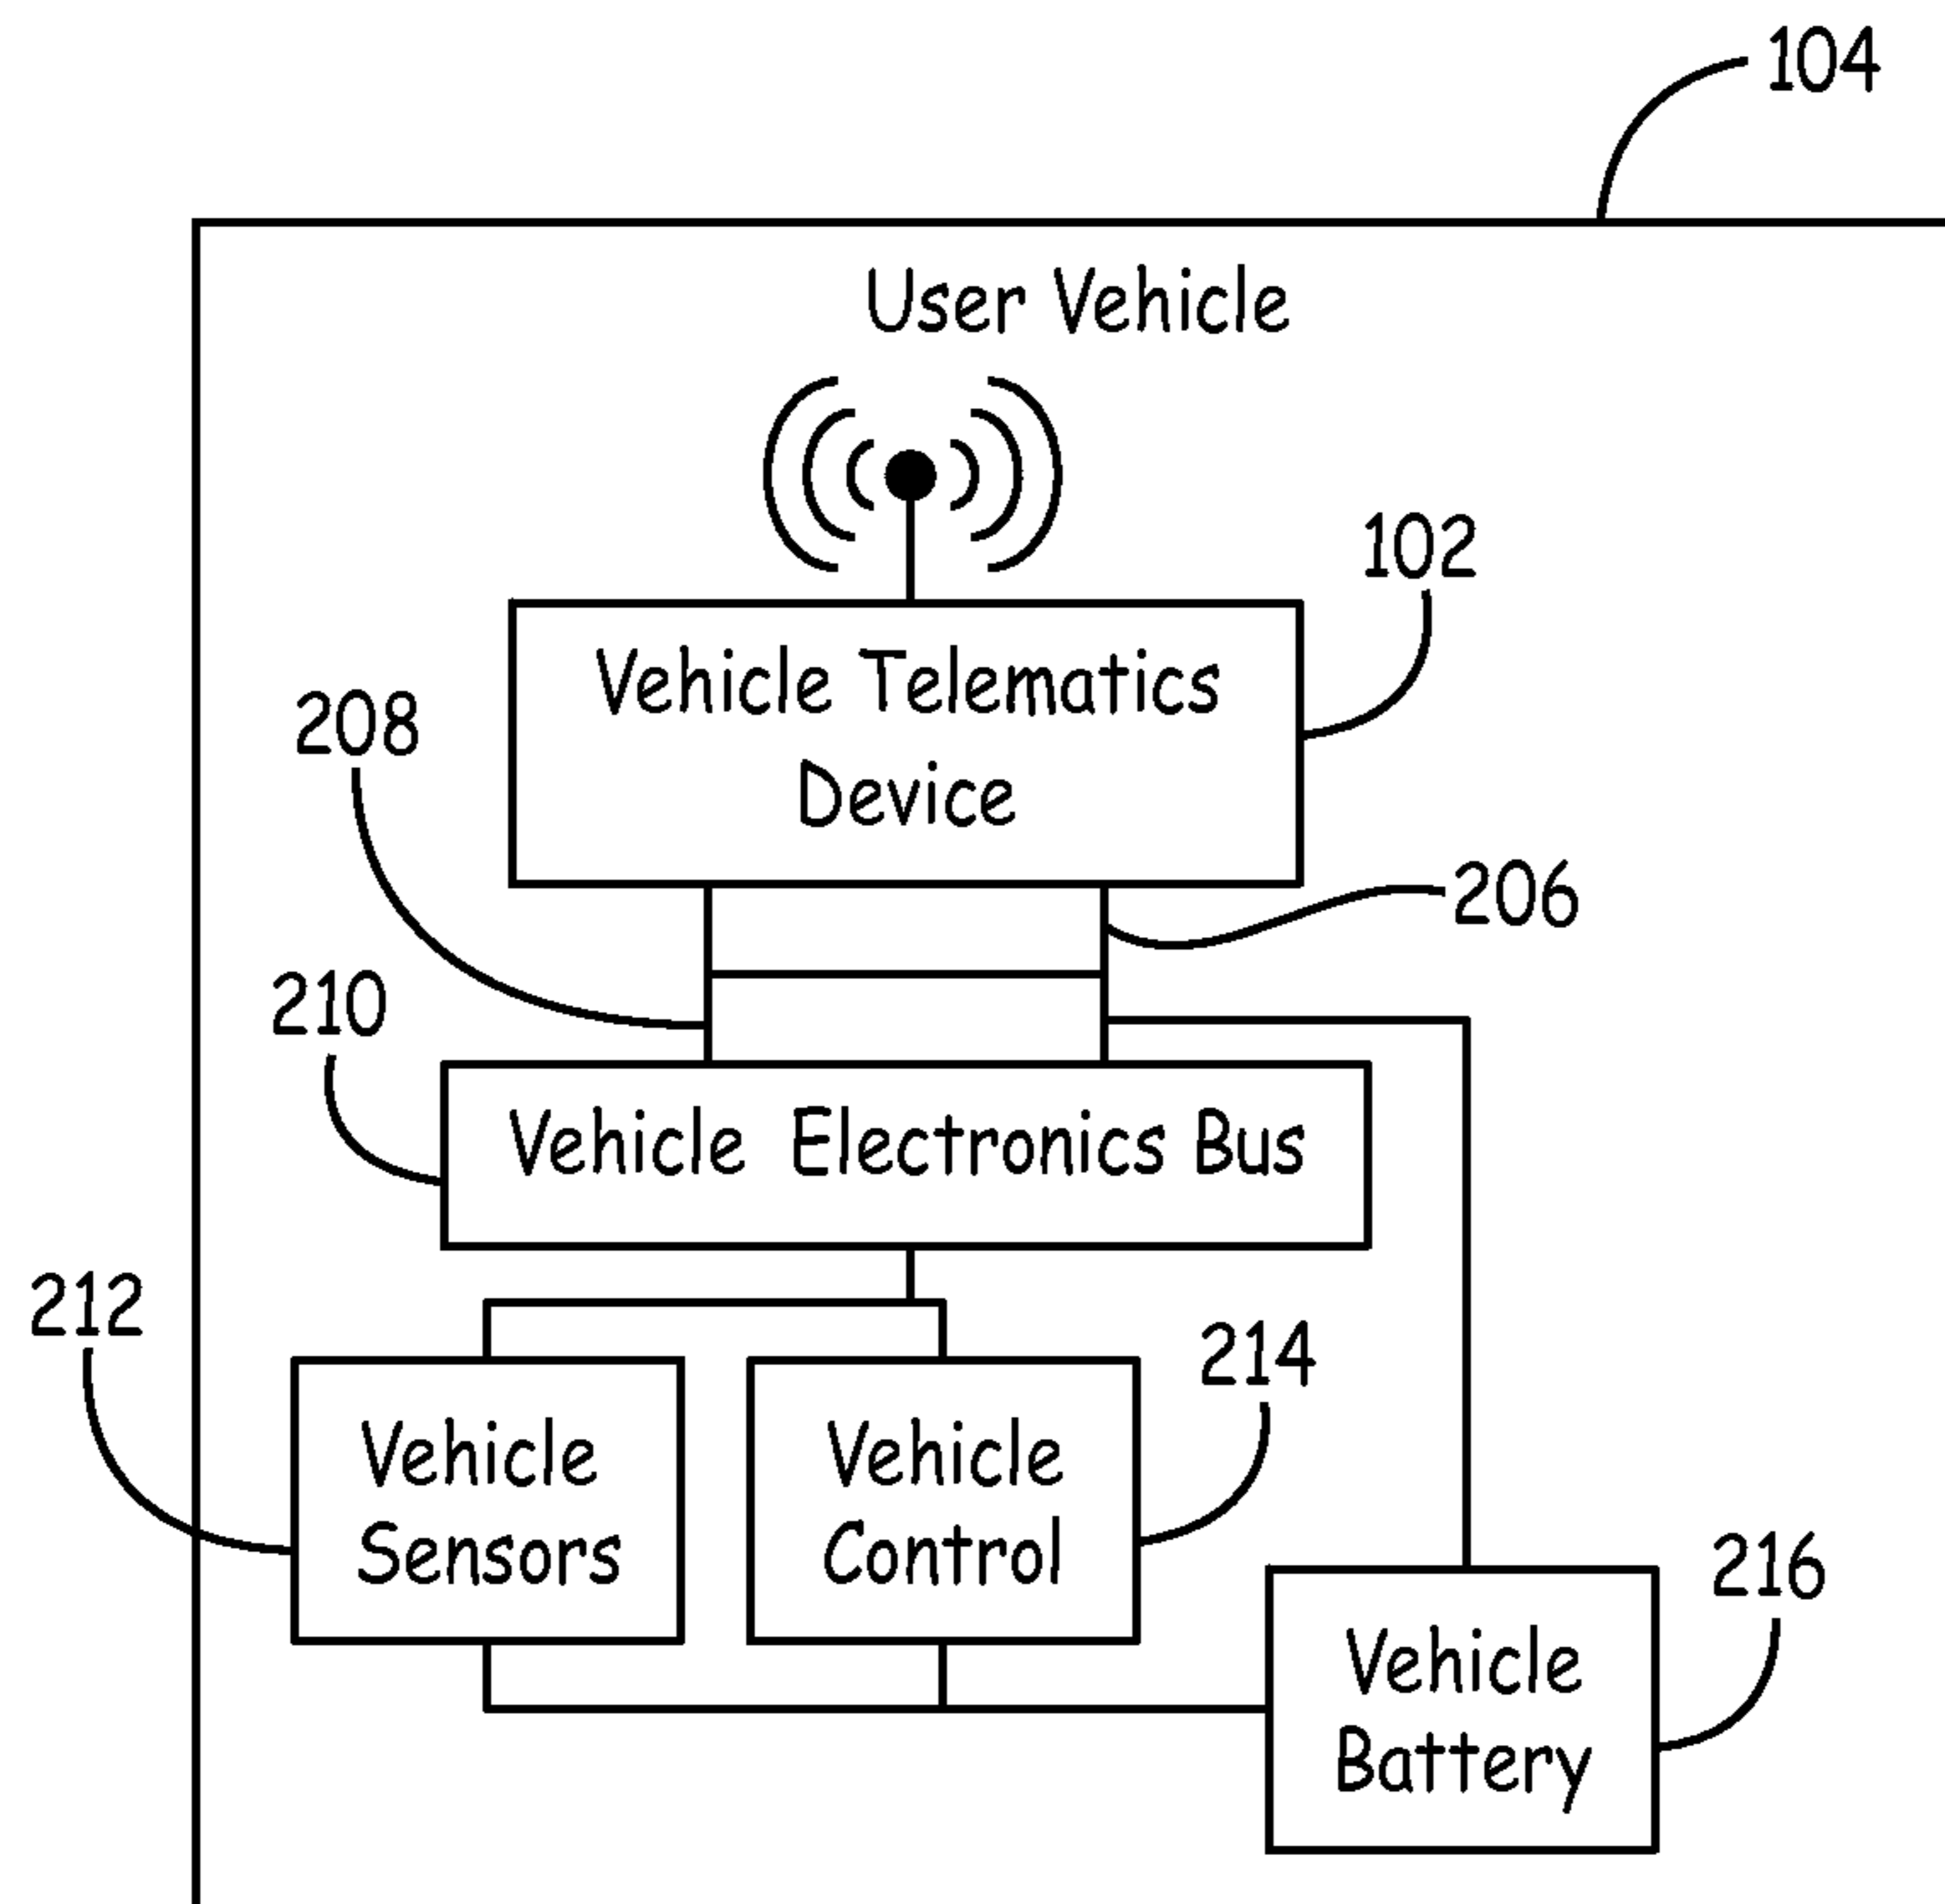 104
User Vehicle
102
Vehicle Telematics
Device
208
206
210
Vehicle Electronics Bus
212
214
Vehicle
Sensors
Vehicle
Control
216
Vehicle
Battery